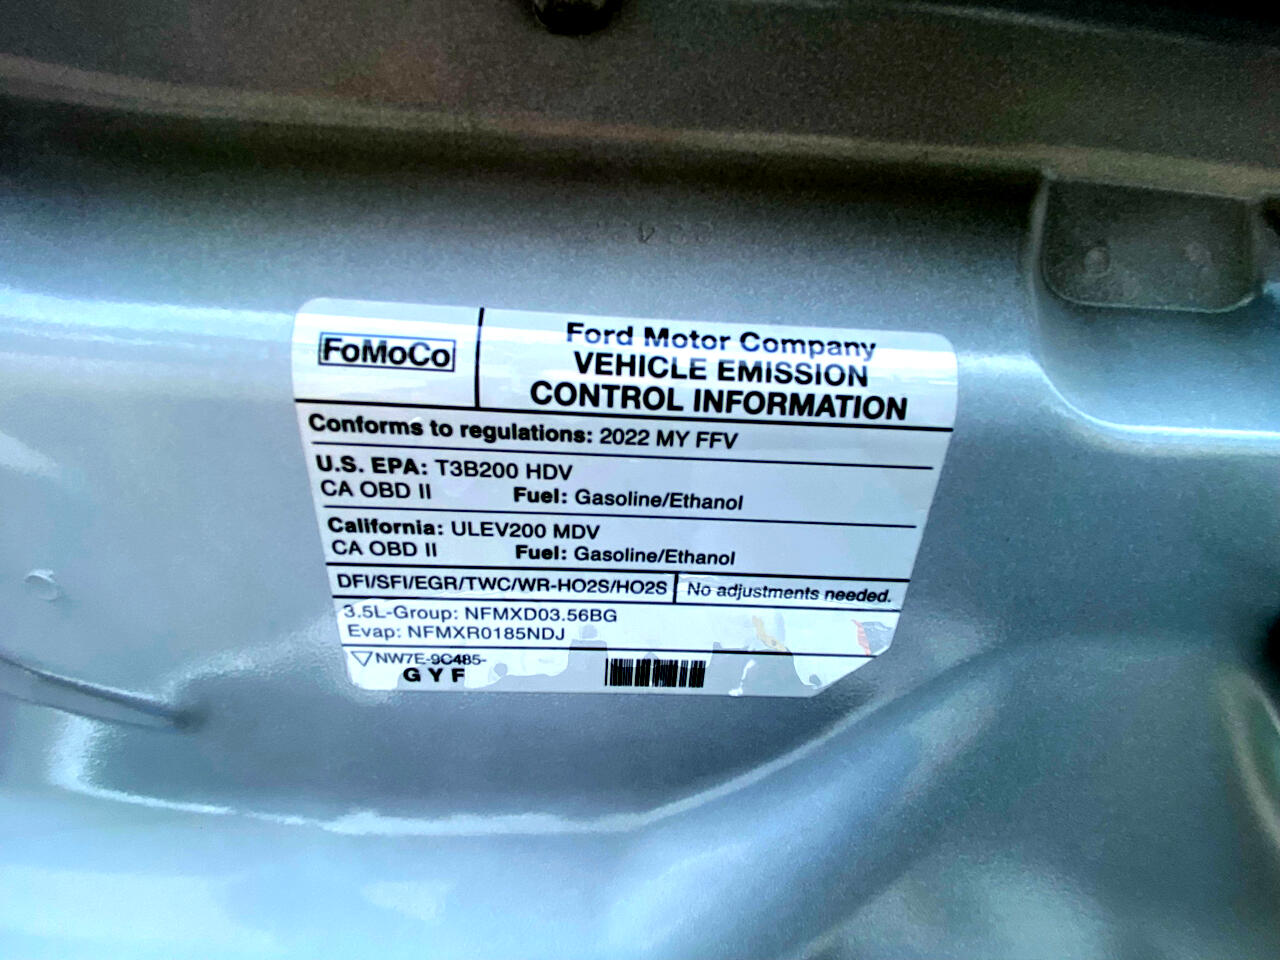 FoMoCo
Ford Motor Company
VEHICLE EMISSION
CONTROL INFORMATION
Conforms to regulations: 2022 MY FFV
U.S. EPA: T3B200 HDV
CA OBD II Fuel: Gasoline/Ethanol
California: ULEV200 MDV
CA OBD II Fuel: Gasoline/Ethanol
DFI/SFI/EGR/TWC/WR-HO2S/HO2S No adjustments needed.
3.5L-Group: NFMXD03.56BG
Evap: NFMXR0185NDJ
NW7E-9C485-
G Y F